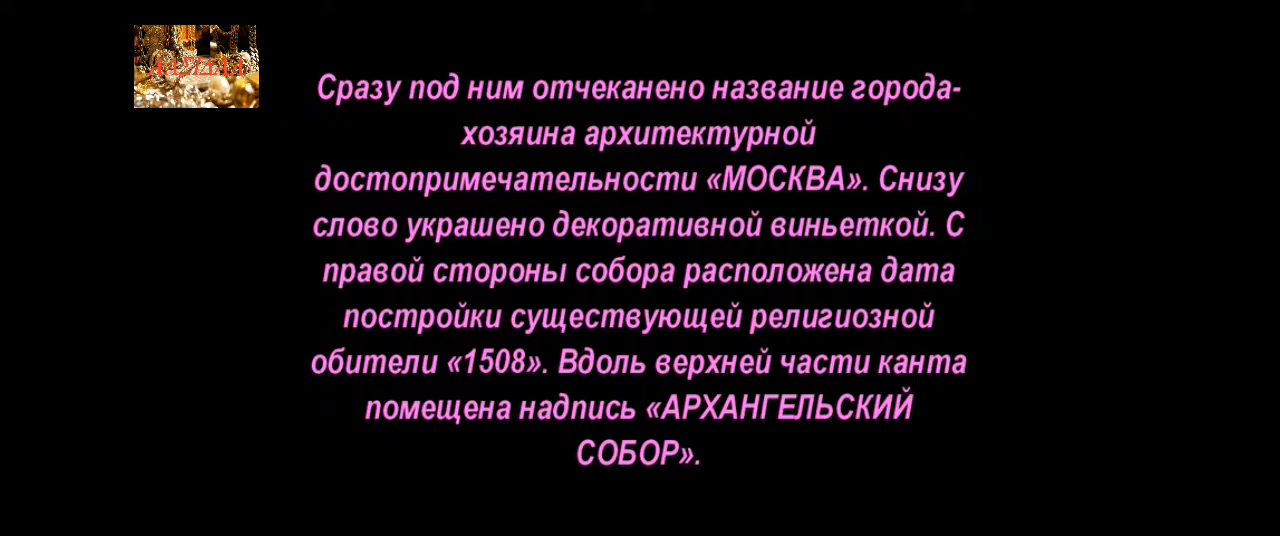 Сразу под ним отчеканено название города-
хозяина архитектурной
достопримечательности «МОСКВА». Снизу
слово украшено декоративной виньеткой. С
правой стороны собора расположена дата
постройки существующей религиозной
обители «1508». Вдоль верхней части канта
помещена надпись «АРХАНГЕЛЬСКИЙ
СОБОР».